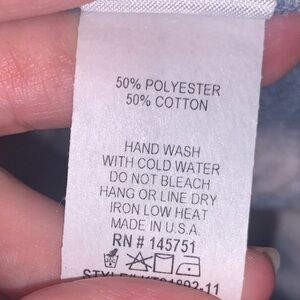 50% POLYESTER
50% COTTON
HAND WASH
WITH COLD WATER
DO NOT BLEACH
HANG OR LINE DRY
IRON LOW HEAT
MADE IN U.S.A.
RN # 145751